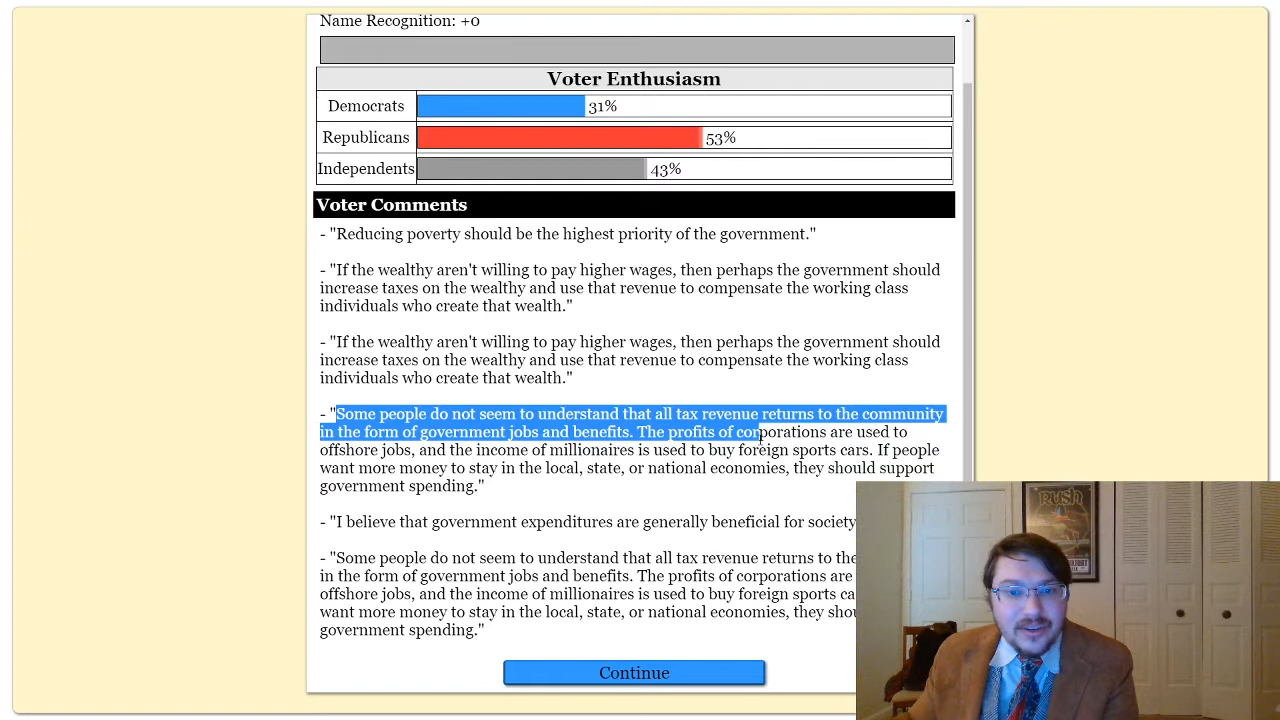 Name Recognition: +0
Voter Enthusiasm
Democrats 31%
Republicans 53%
Independents 43%
Voter Comments
- "Reducing poverty should be the highest priority of the government."
- "If the wealthy aren't willing to pay higher wages, then perhaps the government should
increase taxes on the wealthy and use that revenue to compensate the working class
individuals who create that wealth."
- "If the wealthy aren't willing to pay higher wages, then perhaps the government should
increase taxes on the wealthy and use that revenue to compensate the working class
individuals who create that wealth."
- "Some people do not seem to understand that all tax revenue returns to the community
in the form of government jobs and benefits. The profits of corporations are used to
offshore jobs, and the income of millionaires is used to buy foreign sports cars. If people
want more money to stay in the local, state, or national economies, they should support
government spending."
- "I believe that government expenditures are generally beneficial for society
- "Some people do not seem to understand that all tax revenue returns to the
in the form of government jobs and benefits. The profits of corporations are
offshore jobs, and the income of millionaires is used to buy foreign sports ca
want more money to stay in the local, state, or national economies, they shou
government spending."
Continue
RUSH